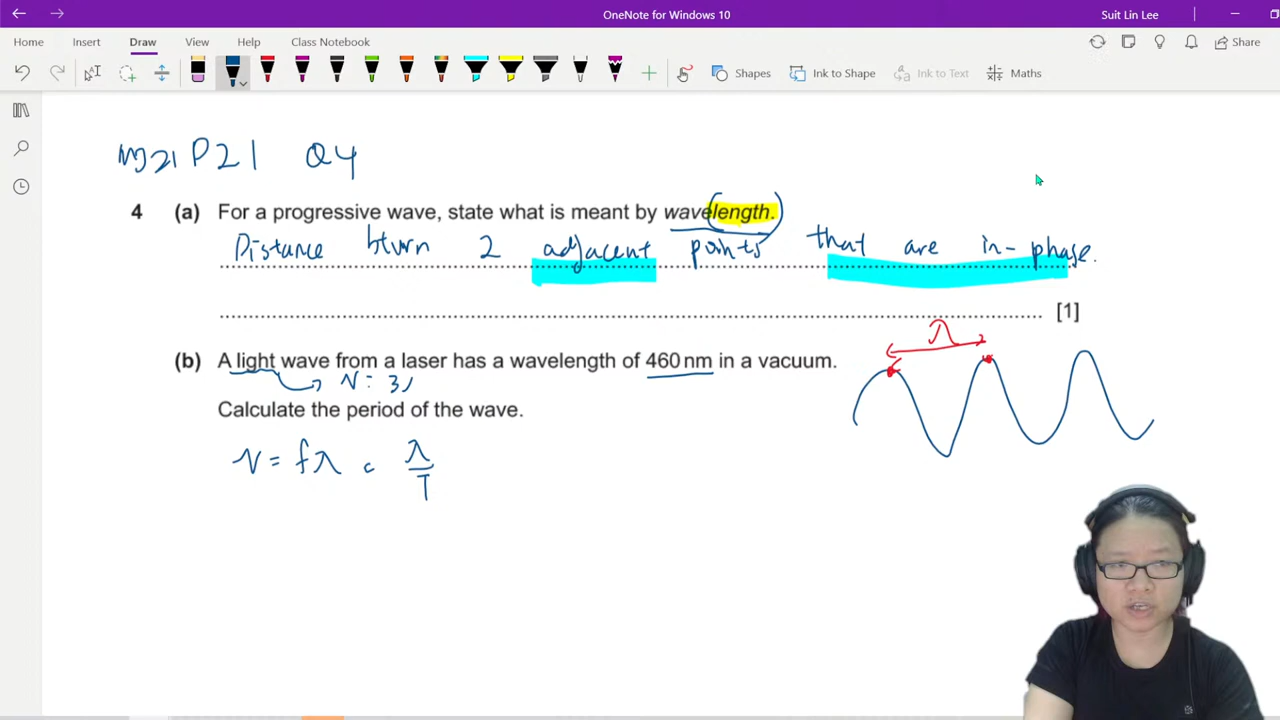 OneNote for Windows 10
Suit Lin Lee
Home Insert Draw View Help Class Notebook
Share
Shapes Ink to Shape Ink to Text Maths
M21 P21 Q4
4 (a) For a progressive wave, state what is meant by wavelength.
Distance btwn 2 adjacent points that are in-phase.
[1]
λ
(b) A light wave from a laser has a wavelength of 460 nm in a vacuum.
v = 3
Calculate the period of the wave.
v = fλ = λ/T